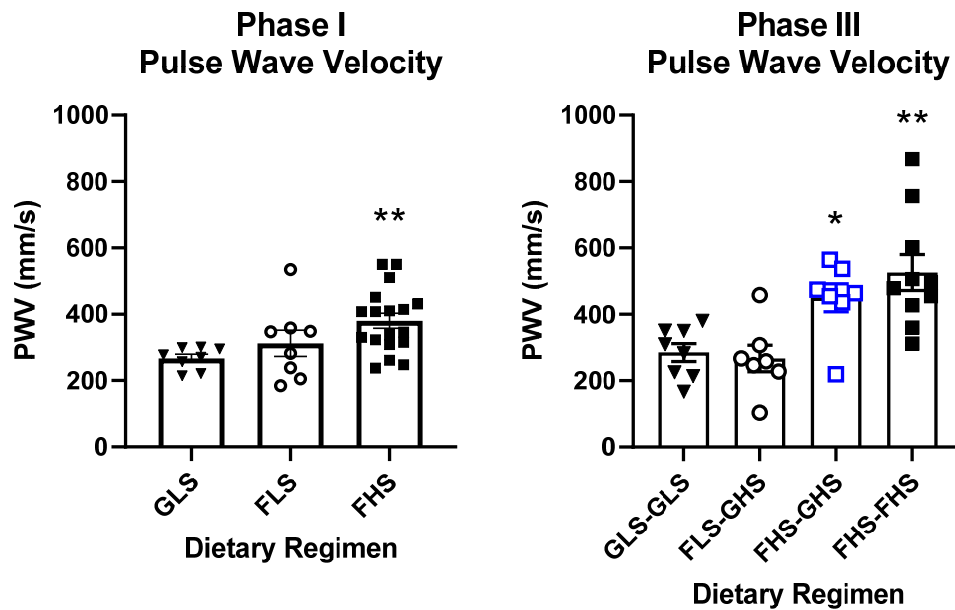 Phase I
Pulse Wave Velocity
PWV (mm/s)
1000
800
600
400
200
0
**
GLS
FLS
FHS
Dietary Regimen
Phase III
Pulse Wave Velocity
PWV (mm/s)
1000
800
600
400
200
0
*
**
GLS-GLS
FLS-GHS
FHS-GHS
FHS-FHS
Dietary Regimen